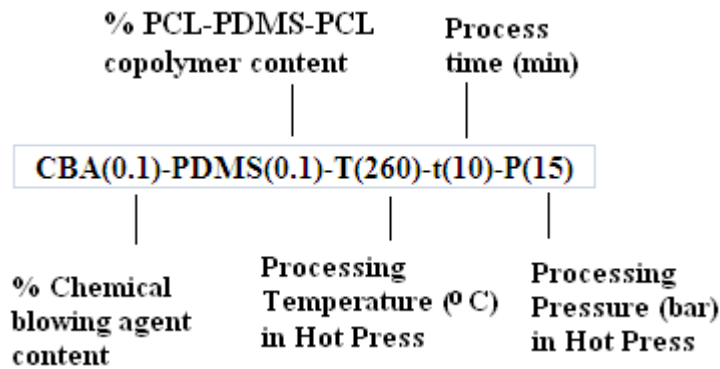 % PCL-PDMS-PCL
copolymer content
Process
time (min)
CBA(0.1)-PDMS(0.1)-T(260)-t(10)-P(15)
% Chemical
blowing agent
content
Processing
Temperature (⁰ C)
in Hot Press
Processing
Pressure (bar)
in Hot Press